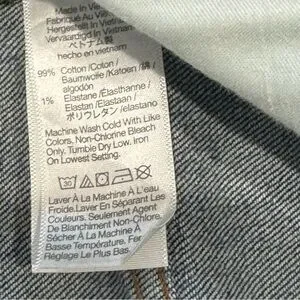 Made in Vie
Fabriqué Au Vie
Hergestellt in Vietnam
Vervaardigd in Vietnam
ベトナム製
hecho en vietnam
99% Cotton /Coton /
Baumwolle /Katoen /綿 /
algodón
1% Elastane /Élasthanne /
Elastan /Elastaan /
ポリウレタン /elastano
Machine Wash Cold With Like
Colors. Non-Chlorine Bleach
Only. Tumble Dry Low. Iron
On Lowest Setting.
30
Laver À La Machine À L'eau
Froide.Laver En Séparant Les
Couleurs. Seulement Agent
De Blanchiment Non-Chlore.
Sécher À La Machine À
Basse Température. Fer
Réglage Le Plus Bas.